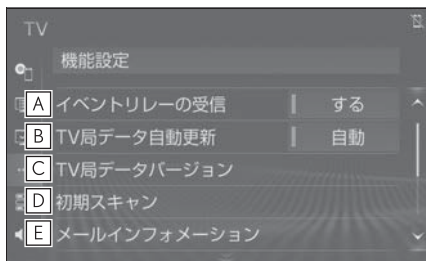 TV
機能設定
A イベントリレーの受信 する
B TV局データ自動更新 自動
C TV局データバージョン
D 初期スキャン
E メールインフォメーション